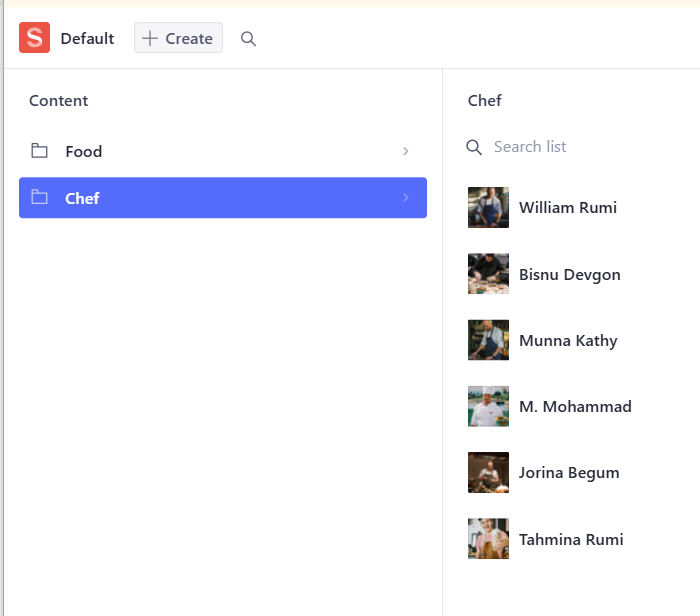 S Default
Create
Content
Food
Chef
Chef
Search list
William Rumi
Bisnu Devgon
Munna Kathy
M. Mohammad
Jorina Begum
Tahmina Rumi